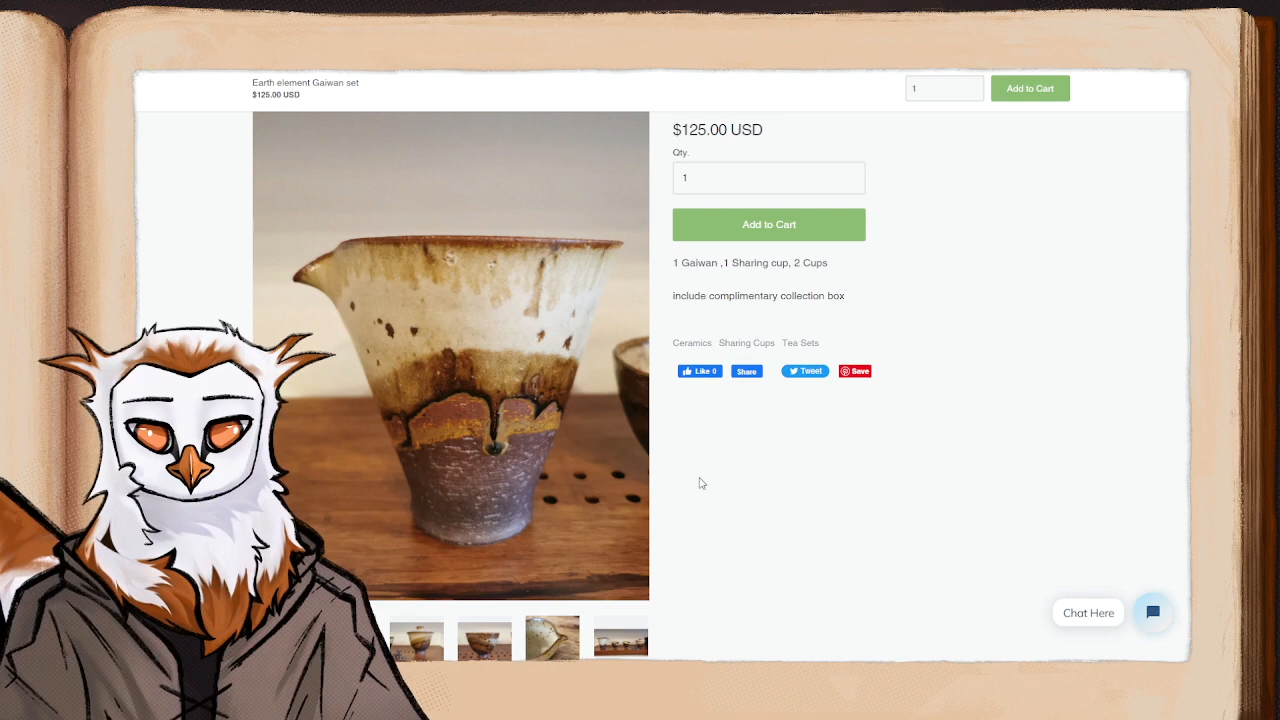 Earth element Gaiwan set
$125.00 USD
1
Add to Cart
$125.00 USD
Qty.
1
Add to Cart
1 Gaiwan ,1 Sharing cup, 2 Cups
include complimentary collection box
Ceramics Sharing Cups Tea Sets
Like 0 Share Tweet Save
Chat Here